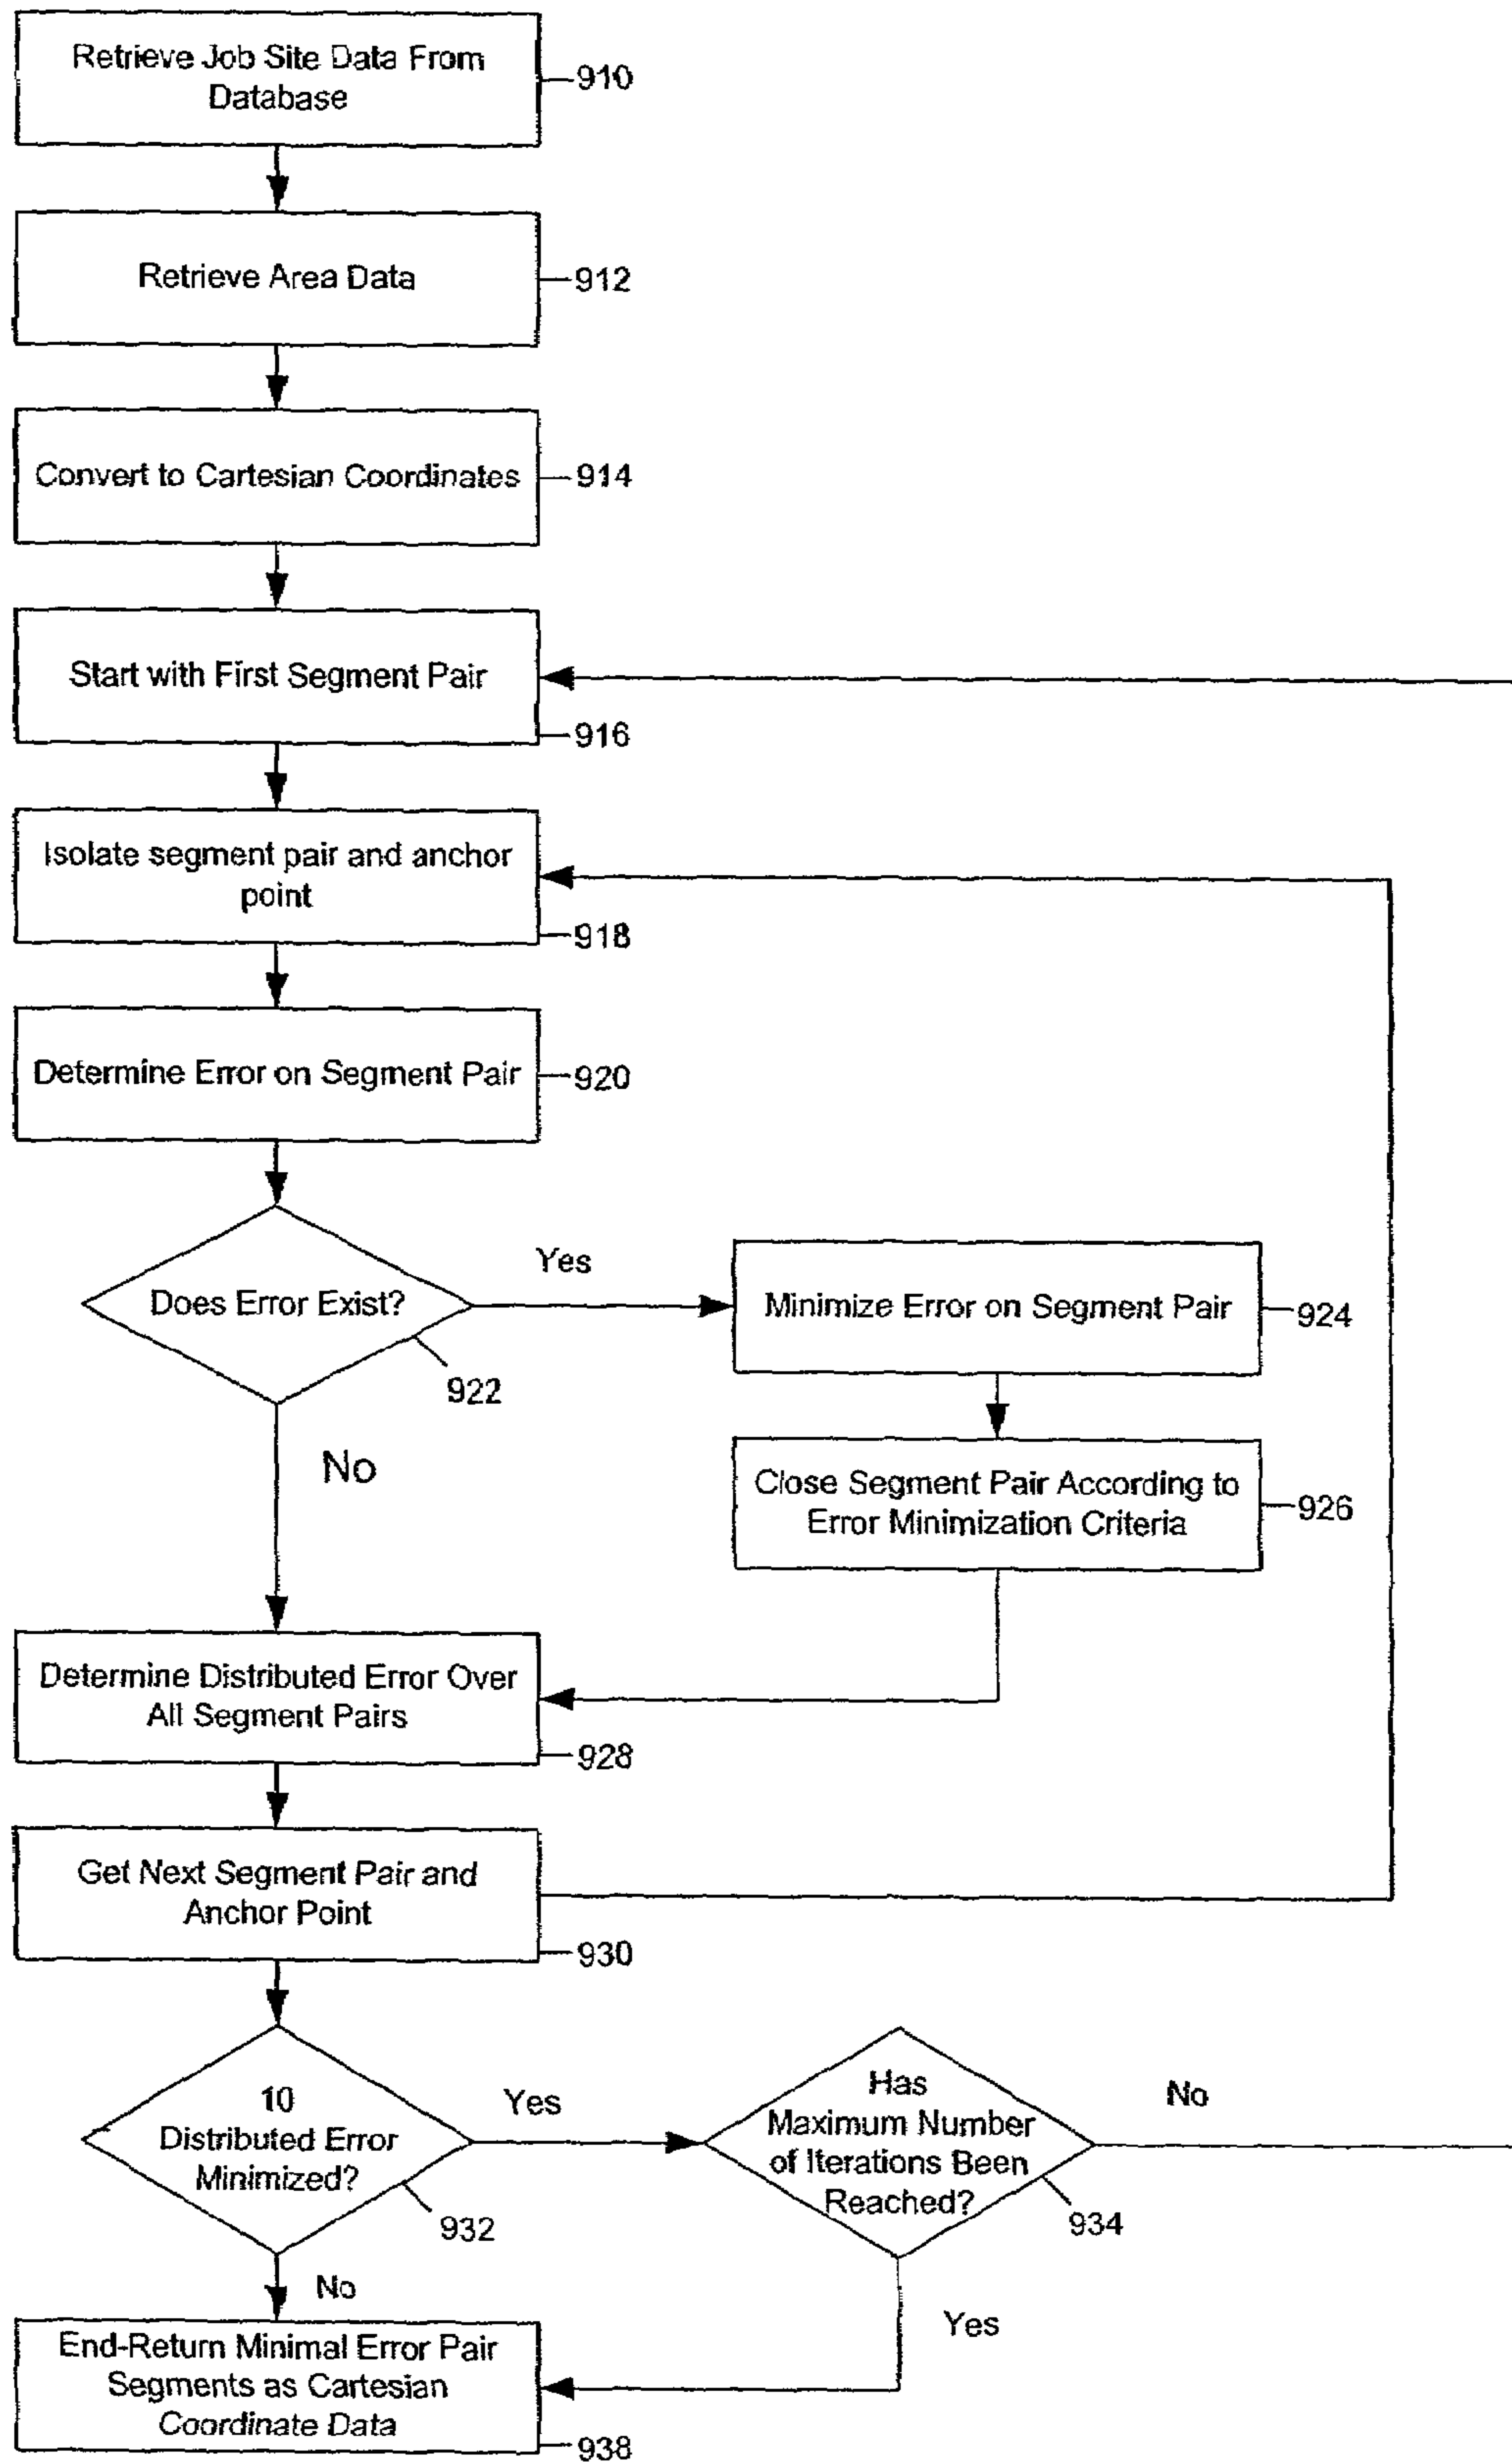 Retrieve Job Site Data From
Database
910
Retrieve Area Data
912
Convert to Cartesian Coordinates
914
Start with First Segment Pair
916
Isolate segment pair and anchor
point
918
Determine Error on Segment Pair
920
Does Error Exist?
922
Yes
Minimize Error on Segment Pair
924
No
Close Segment Pair According to
Error Minimization Criteria
926
Determine Distributed Error Over
All Segment Pairs
928
Get Next Segment Pair and
Anchor Point
930
10
Distributed Error
Minimized?
932
Yes
Has
Maximum Number
of Iterations Been
Reached?
934
No
No
Yes
End-Return Minimal Error Pair
Segments as Cartesian
Coordinate Data
938